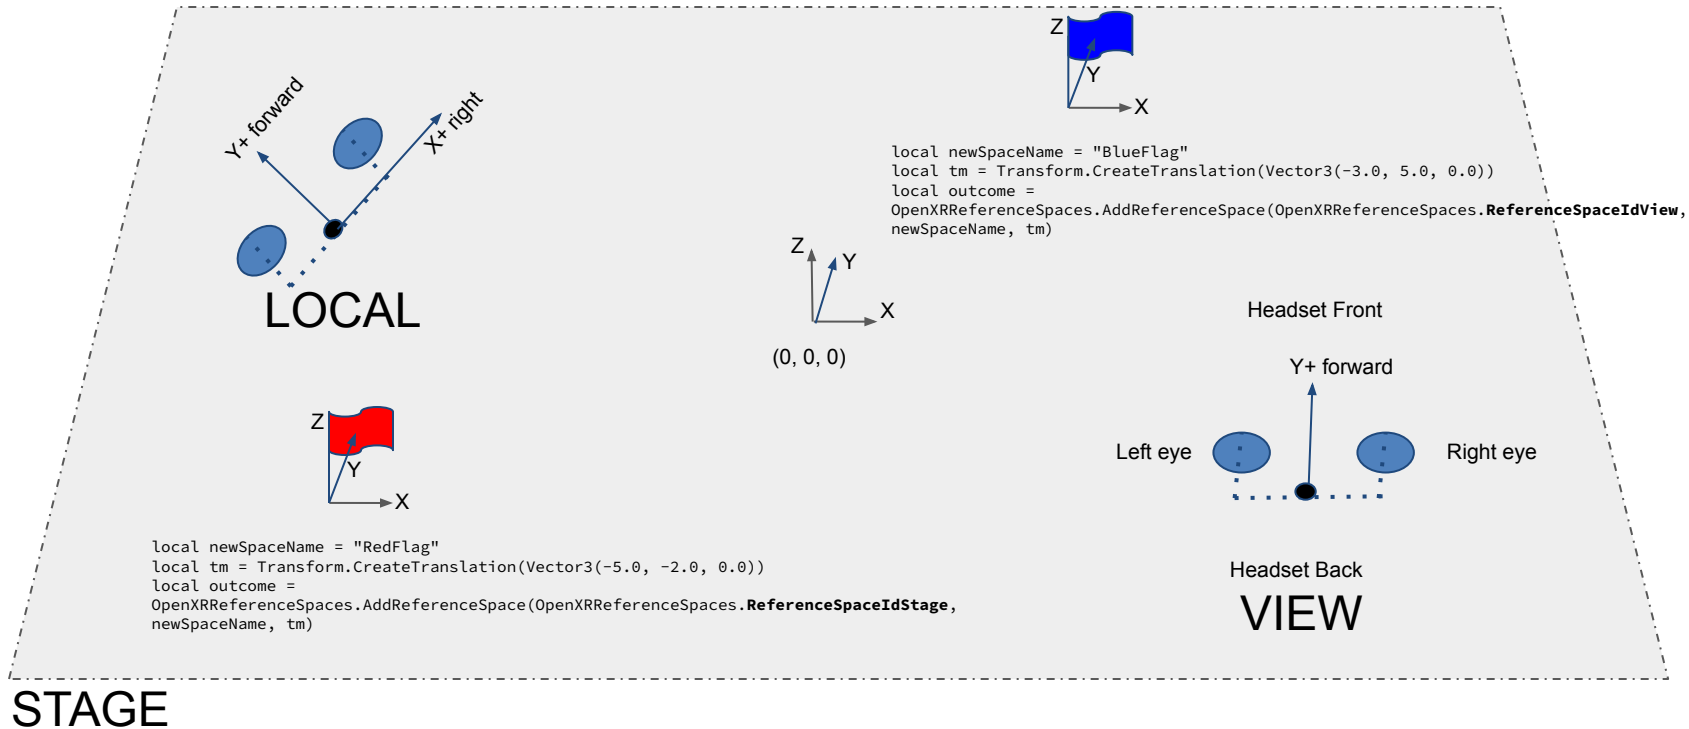 Z
Y
X
local newSpaceName = "BlueFlag"
local tm = Transform.CreateTranslation(Vector3(-3.0, 5.0, 0.0))
local outcome =
OpenXRReferenceSpaces.AddReferenceSpace(OpenXRReferenceSpaces.ReferenceSpaceIdView,
newSpaceName, tm)
Y+ forward
X+ right
LOCAL
Z
Y
X
(0, 0, 0)
Headset Front
Y+ forward
Left eye
Right eye
Headset Back
VIEW
Z
Y
X
local newSpaceName = "RedFlag"
local tm = Transform.CreateTranslation(Vector3(-5.0, -2.0, 0.0))
local outcome =
OpenXRReferenceSpaces.AddReferenceSpace(OpenXRReferenceSpaces.ReferenceSpaceIdStage,
newSpaceName, tm)
STAGE